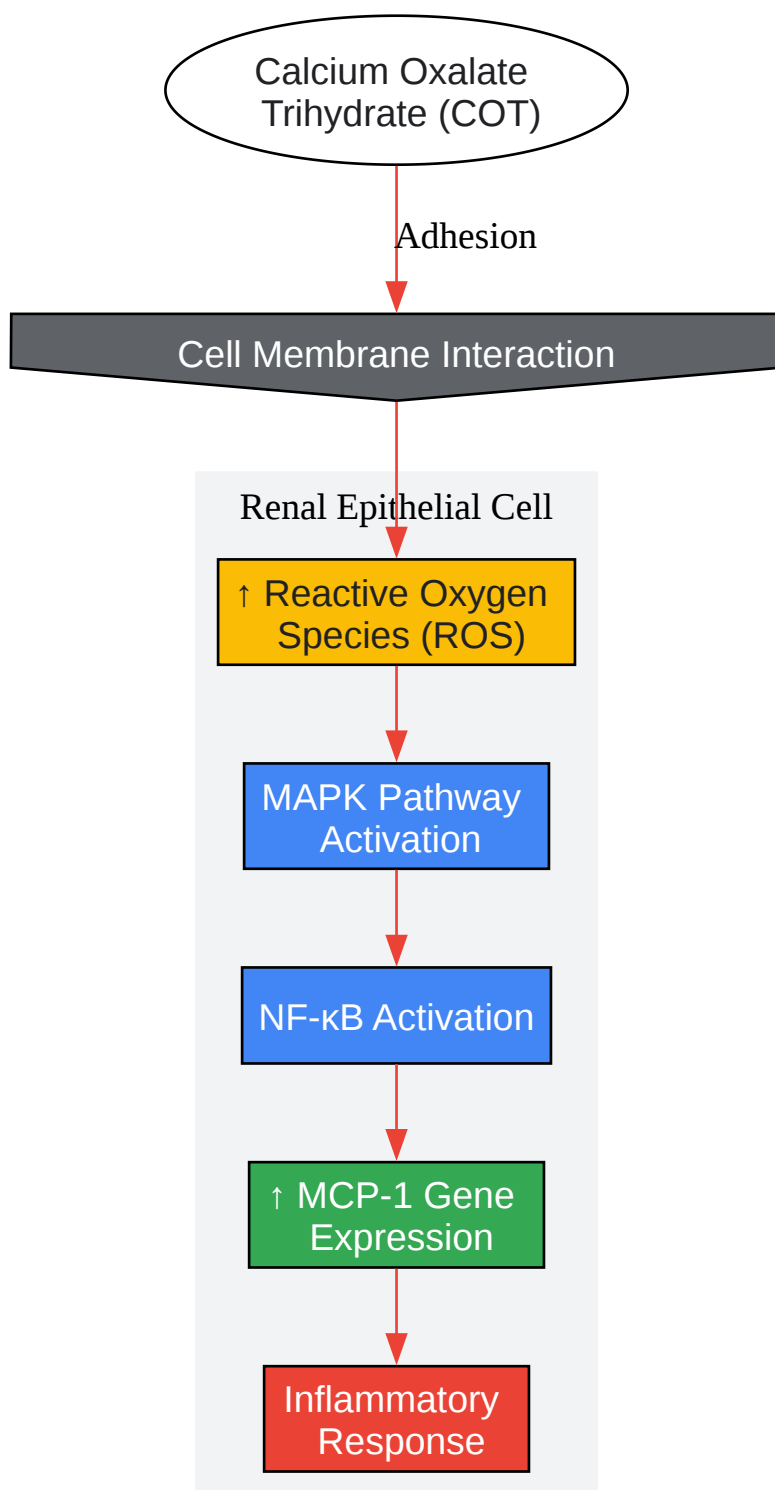 Calcium Oxalate
Trihydrate (COT)
Adhesion
Cell Membrane Interaction
Renal Epithelial Cell
↑ Reactive Oxygen
Species (ROS)
MAPK Pathway
Activation
NF-κB Activation
↑ MCP-1 Gene
Expression
Inflammatory
Response